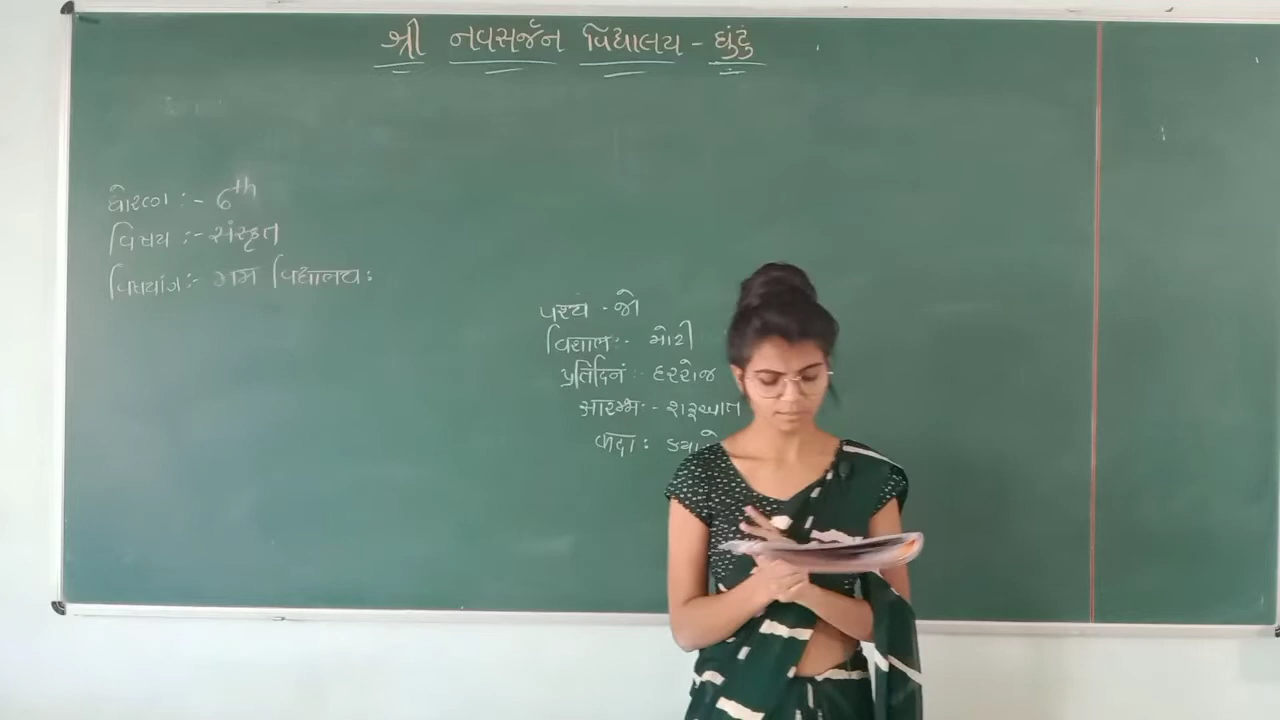 શ્રી નવસર્જન વિદ્યાલય - ઘુંટુ
ધોરણ :- 6th
વિષય :- સંસ્કૃત
વિષયાંગ:- મમ વિદ્યાલય:
પશ્ય - જો
વિશાલ:- મોટી
પ્રતિદિનં :- દરરોજ
આરમ્ભ:- શરૂઆત
કદા :